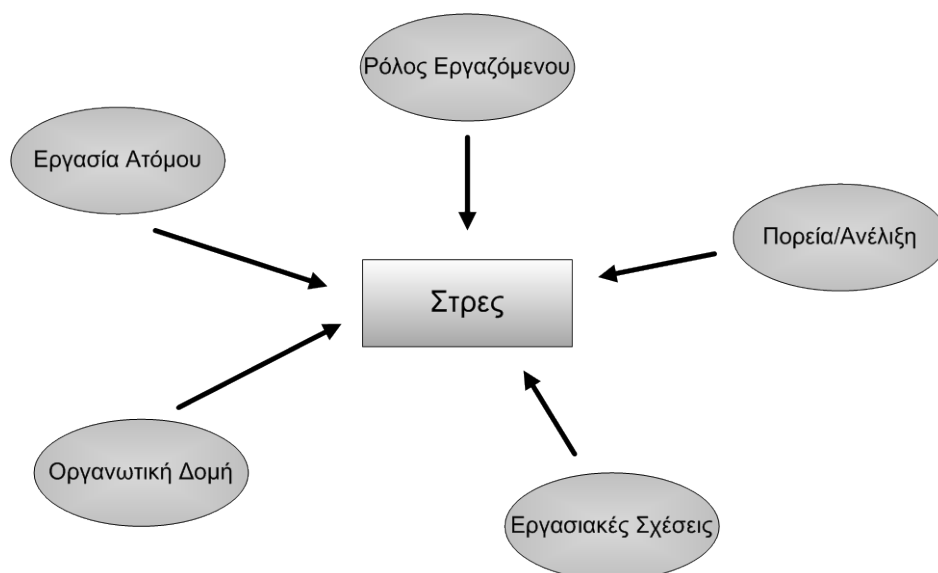 Ρόλος Εργαζόμενου
Εργασία Ατόμου
Πορεία/Ανέλιξη
Στρες
Οργανωτική Δομή
Εργασιακές Σχέσεις